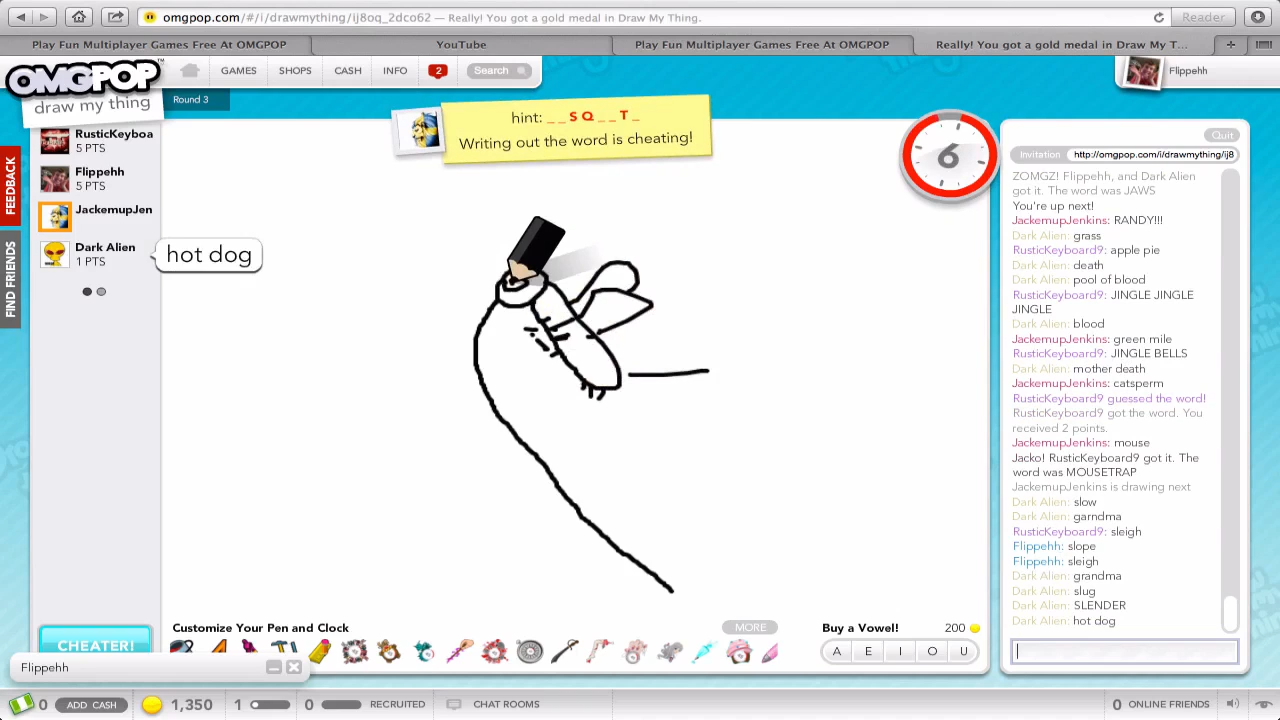 omgpop.com/#/i/drawmything/ij8oq_2dco62 — Really! You got a gold medal in Draw My Thing.
Reader
Play Fun Multiplayer Games Free At OMGPOP
YouTube
Play Fun Multiplayer Games Free At OMGPOP
Really! You got a gold medal in Draw My T...
OMGPOP
draw my thing
GAMES
SHOPS
CASH
INFO
2
Search
Flippehh
Round 3
RusticKeyboa
5 PTS
Flippehh
5 PTS
JackemupJen
Dark Alien
1 PTS
hot dog
FEEDBACK
FIND FRIENDS
hint: _ _ S Q _ _ T _
Writing out the word is cheating!
6
Quit
Invitation
http://omgpop.com/i/drawmything/ij8
ZOMGZ! Flippehh, and Dark Alien
got it. The word was JAWS
You're up next!
JackemupJenkins: RANDY!!!
Dark Alien: grass
RusticKeyboard9: apple pie
Dark Alien: death
Dark Alien: pool of blood
RusticKeyboard9: JINGLE JINGLE
JINGLE
Dark Alien: blood
JackemupJenkins: green mile
RusticKeyboard9: JINGLE BELLS
Dark Alien: mother death
JackemupJenkins: catsperm
RusticKeyboard9 guessed the word!
RusticKeyboard9 got the word. You
received 2 points.
JackemupJenkins: mouse
Jacko! RusticKeyboard9 got it. The
word was MOUSETRAP
JackemupJenkins is drawing next
Dark Alien: slow
Dark Alien: garndma
RusticKeyboard9: sleigh
Flippehh: slope
Flippehh: sleigh
Dark Alien: grandma
Dark Alien: slug
Dark Alien: SLENDER
Dark Alien: hot dog
CHEATER!
Customize Your Pen and Clock
MORE
Buy a Vowel!
200
A E I O U
Flippehh
0
ADD CASH
1,350
1
0
RECRUITED
CHAT ROOMS
0 ONLINE FRIENDS